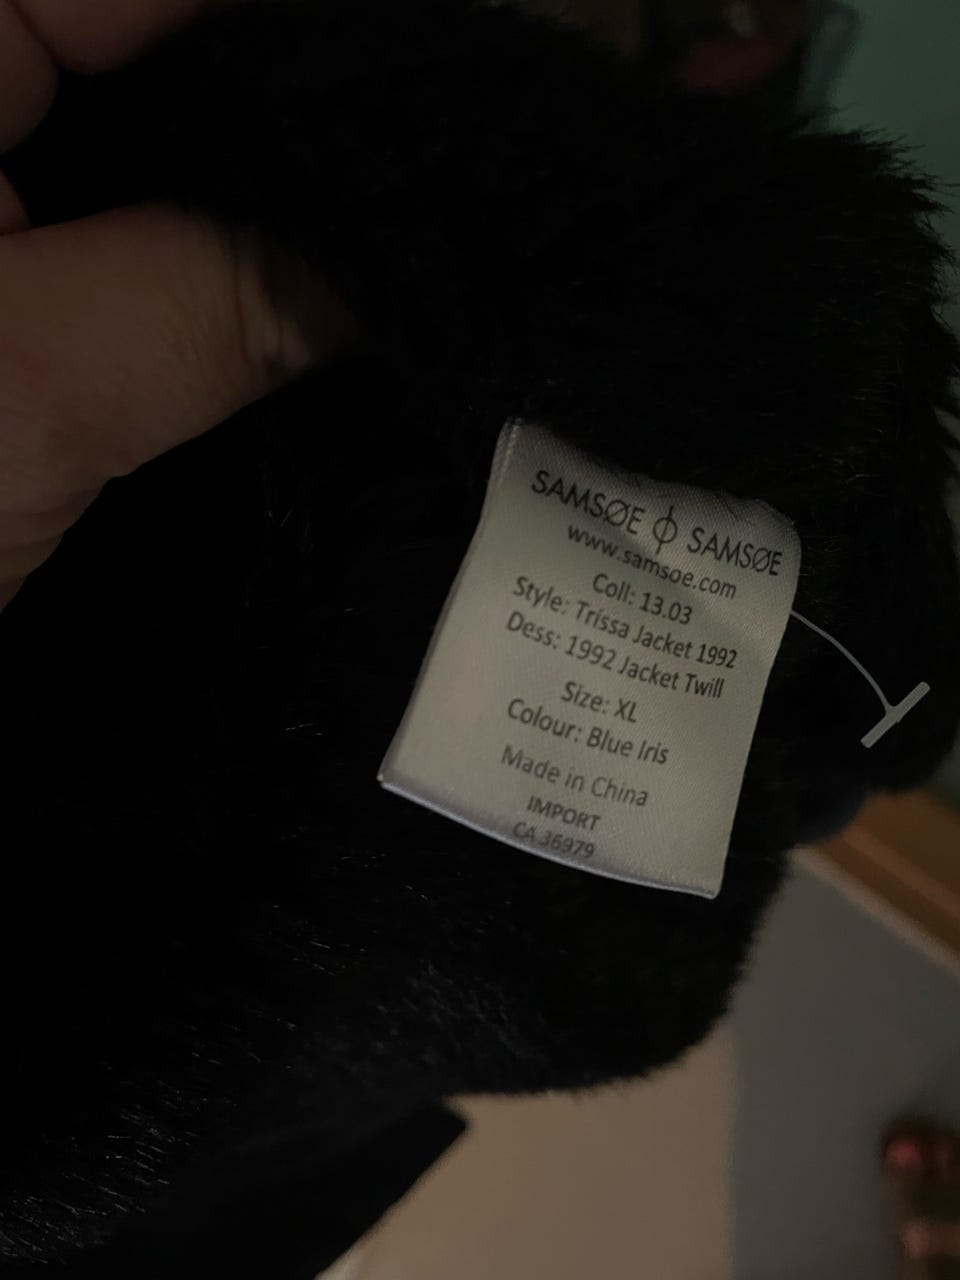 SAMSØE ϕ SAMSØE
www.samsoe.com
Coll: 13.03
Style: Trissa Jacket 1992
Dess: 1992 Jacket Twill
Size: XL
Colour: Blue Iris
Made in China
IMPORT
CA 36979